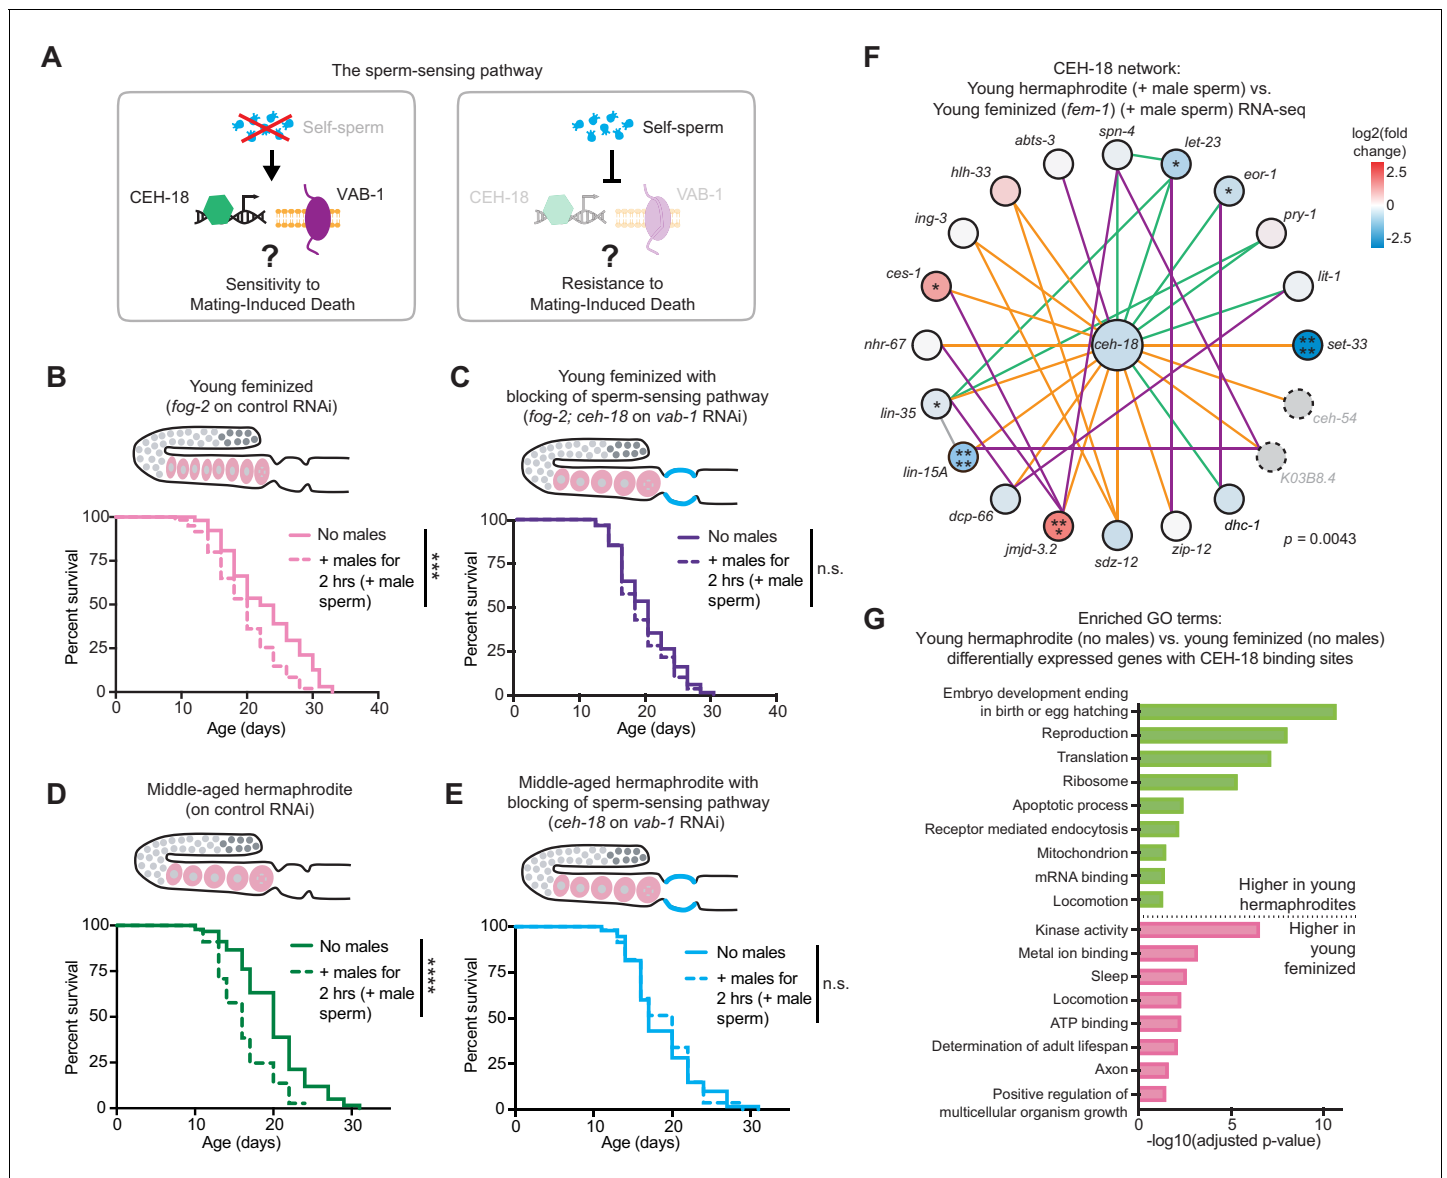 A
The sperm-sensing pathway
Self-sperm
CEH-18
VAB-1
?
Sensitivity to
Mating-Induced Death
Self-sperm
CEH-18
VAB-1
?
Resistance to
Mating-Induced Death
B
Young feminized
(fog-2 on control RNAi)
Percent survival
100
75
50
25
0
0 10 20 30 40
Age (days)
No males
+ males for
2 hrs (+ male
sperm)
***
C
Young feminized with
blocking of sperm-sensing pathway
(fog-2; ceh-18 on vab-1 RNAi)
Percent survival
100
75
50
25
0
0 10 20 30 40
Age (days)
No males
+ males for
2 hrs (+ male
sperm)
n.s.
D
Middle-aged hermaphrodite
(on control RNAi)
Percent survival
100
75
50
25
0
0 10 20 30
Age (days)
No males
+ males for
2 hrs (+ male
sperm)
****
E
Middle-aged hermaphrodite with
blocking of sperm-sensing pathway
(ceh-18 on vab-1 RNAi)
Percent survival
100
75
50
25
0
0 10 20 30
Age (days)
No males
+ males for
2 hrs (+ male
sperm)
n.s.
F
CEH-18 network:
Young hermaphrodite (+ male sperm) vs.
Young feminized (fem-1) (+ male sperm) RNA-seq
log2(fold
change)
2.5
0
-2.5
spn-4
let-23
*
eor-1
*
pry-1
lit-1
set-33
****
ceh-54
K03B8.4
dhc-1
zip-12
sdz-12
jmjd-3.2
***
dcp-66
lin-15A
****
lin-35
*
nhr-67
ces-1
*
ing-3
hlh-33
abts-3
ceh-18
p = 0.0043
G
Enriched GO terms:
Young hermaphrodite (no males) vs. young feminized (no males)
differentially expressed genes with CEH-18 binding sites
Embryo development ending
in birth or egg hatching
Reproduction
Translation
Ribosome
Apoptotic process
Receptor mediated endocytosis
Mitochondrion
mRNA binding
Locomotion
Higher in young
hermaphrodites
Higher in
young
feminized
Kinase activity
Metal ion binding
Sleep
Locomotion
ATP binding
Determination of adult lifespan
Axon
Positive regulation of
multicellular organism growth
0 5 10
-log10(adjusted p-value)